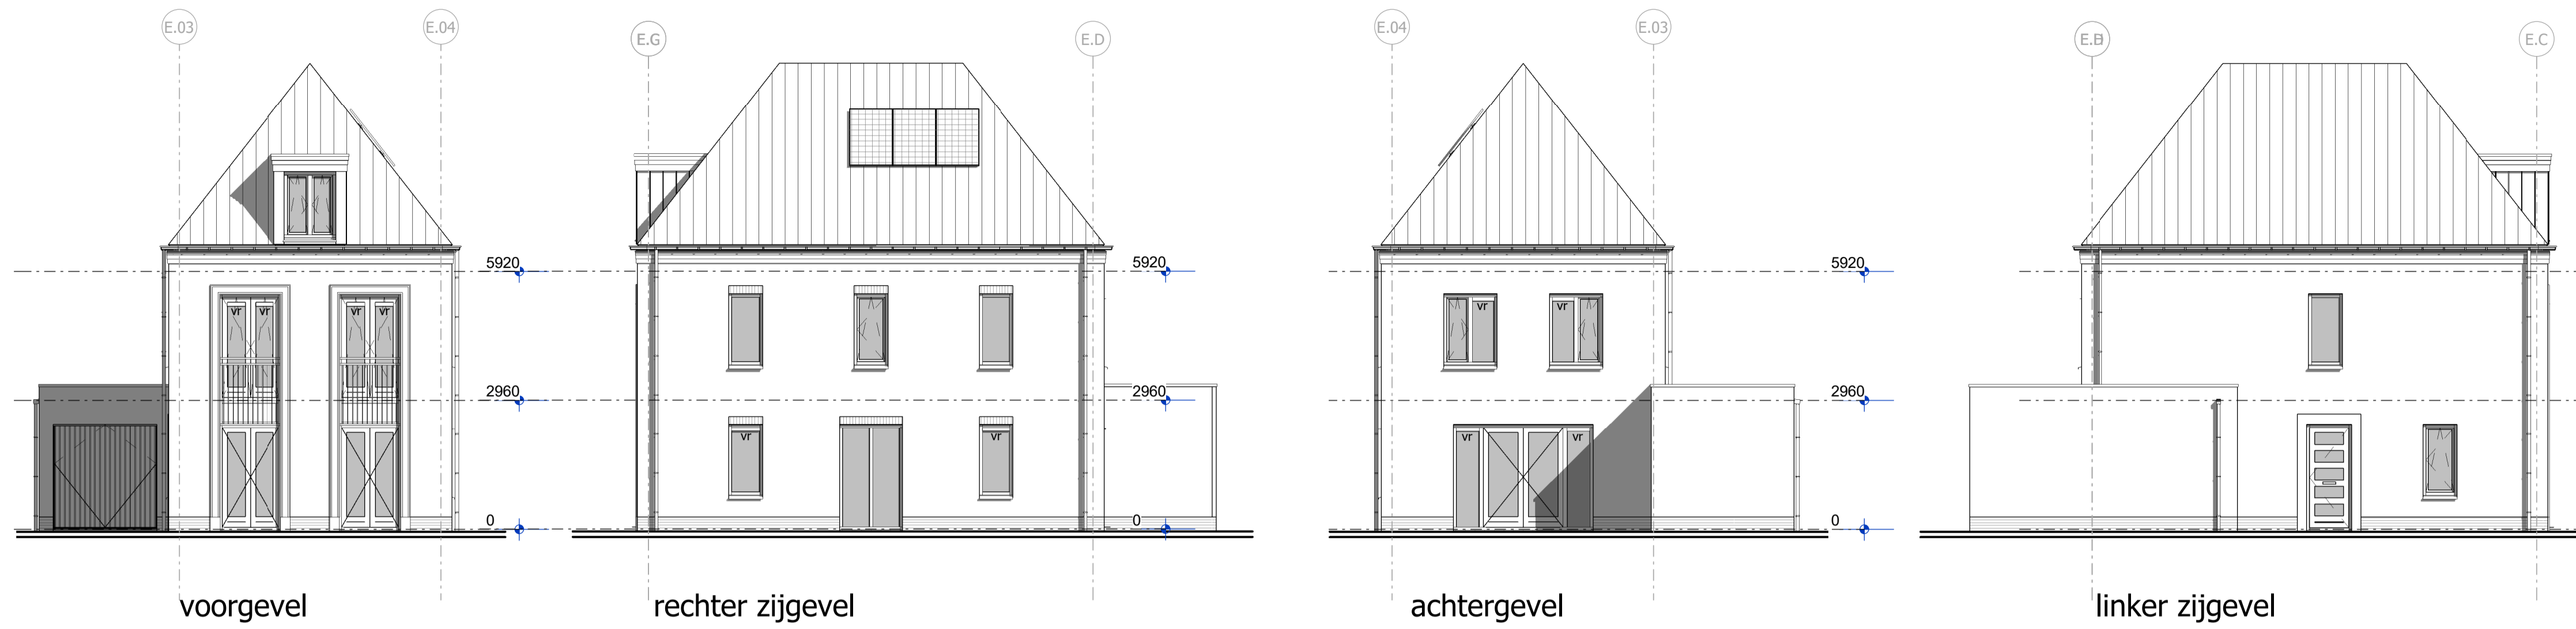 E.03
E.04
E.G
E.D
E.04
E.03
E.C
5920
5920
5920
vr vr vr vr
vr vr
2960
2960
2960
vr vr
vr vr
0
0
0
voorgevel
rechter zijgevel
achtergevel
linker zijgevel